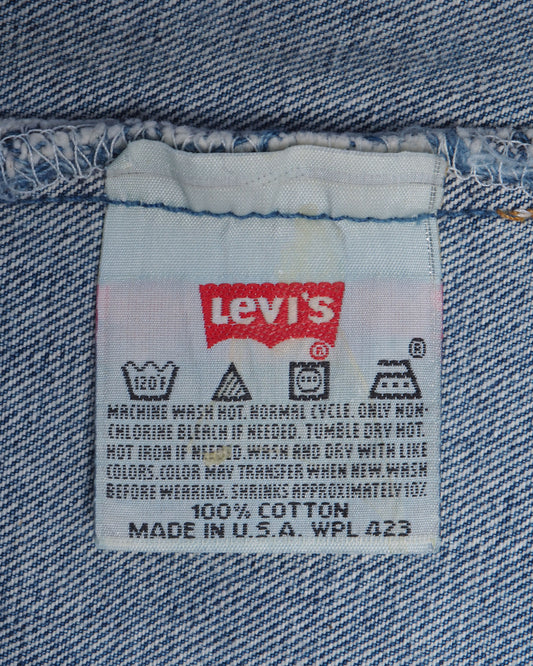 LEVI'S
®
®
120F
MACHINE WASH HOT. NORMAL CYCLE. ONLY NON-
CHLORINE BLEACH IF NEEDED. TUMBLE DRY HOT.
HOT IRON IF NEEDED WASH AND DRY WITH LIKE
COLORS. COLOR MAY TRANSFER WHEN NEW. WASH
BEFORE WEARING. SHRINKS APPROXIMATELY 10%.
100% COTTON
MADE IN U.S.A. WPL 423